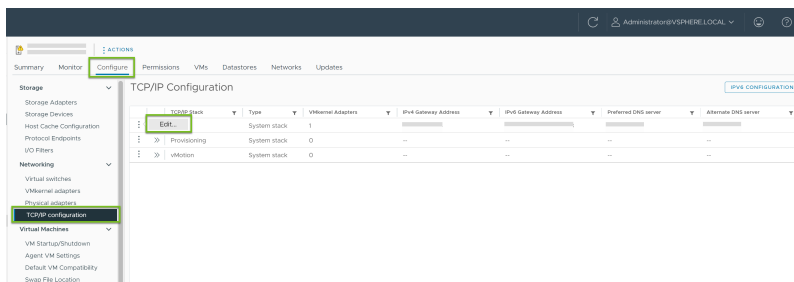 Administrator@VSPHERE.LOCAL
ACTIONS
Summary Monitor Configure Permissions VMs Datastores Networks Updates
Storage
Storage Adapters
Storage Devices
Host Cache Configuration
Protocol Endpoints
I/O Filters
Networking
Virtual switches
VMkernel adapters
Physical adapters
TCP/IP configuration
Virtual Machines
VM Startup/Shutdown
Agent VM Settings
Default VM Compatibility
Swap File Location
TCP/IP Configuration
IPV6 CONFIGURATION
TCP/IP Stack Type VMkernel Adapters IPv4 Gateway Address IPv6 Gateway Address Preferred DNS server Alternate DNS server
Edit... System stack 1
Provisioning System stack 0 -- -- -- --
vMotion System stack 0 -- -- -- --